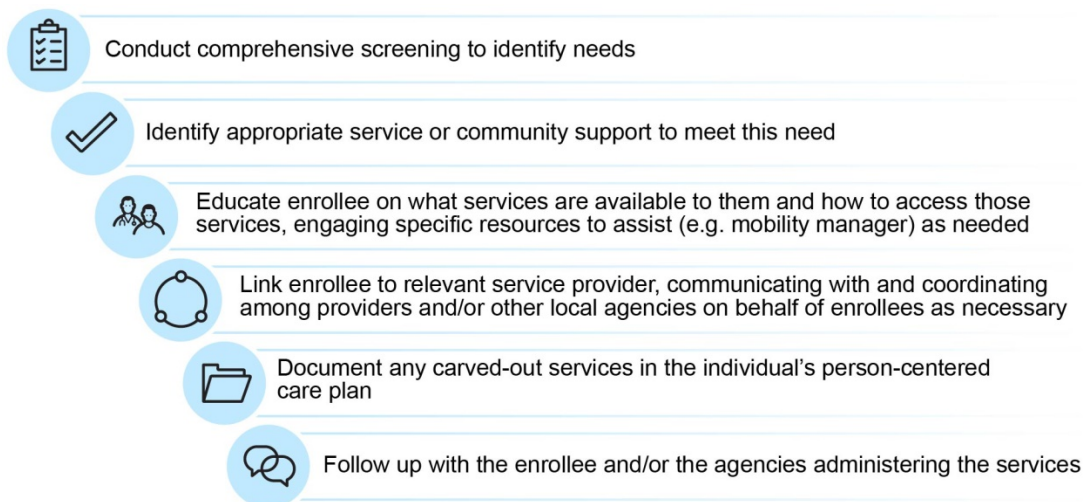 Conduct comprehensive screening to identify needs
Identify appropriate service or community support to meet this need
Educate enrollee on what services are available to them and how to access those
services, engaging specific resources to assist (e.g. mobility manager) as needed
Link enrollee to relevant service provider, communicating with and coordinating
among providers and/or other local agencies on behalf of enrollees as necessary
Document any carved-out services in the individual’s person-centered
care plan
Follow up with the enrollee and/or the agencies administering the services